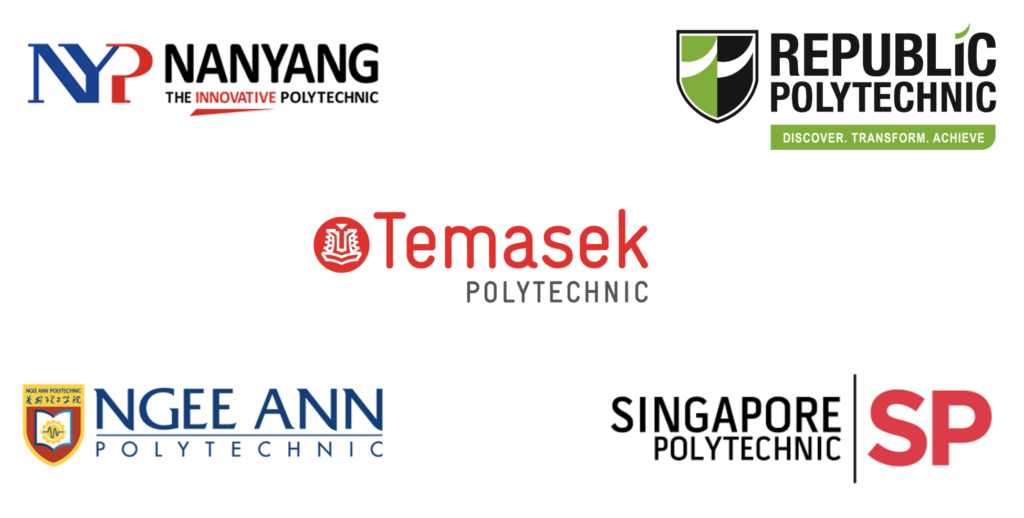 NYP NANYANG
THE INNOVATIVE POLYTECHNIC
REPUBLIC
POLYTECHNIC
DISCOVER. TRANSFORM. ACHIEVE
Temasek
POLYTECHNIC
NGEE ANN POLYTECHNIC
NGEE ANN
POLYTECHNIC
SINGAPORE
POLYTECHNIC
SP